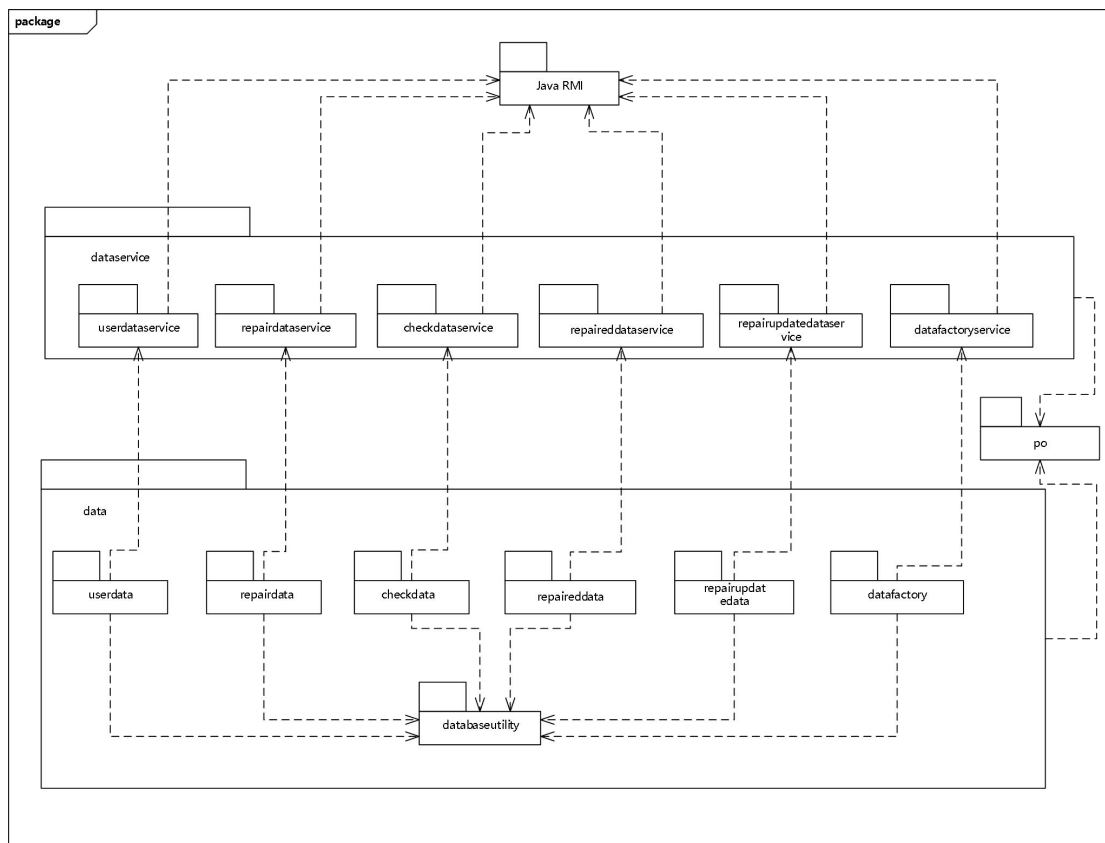 package
Java RMI
dataservice
userdataservice
repairdataservice
checkdataservice
repaireddataservice
repairupdatedataser
vice
datafactoryservice
po
data
userdata
repairdata
checkdata
repaireddata
repairupdat
edata
datafactory
databaseutility